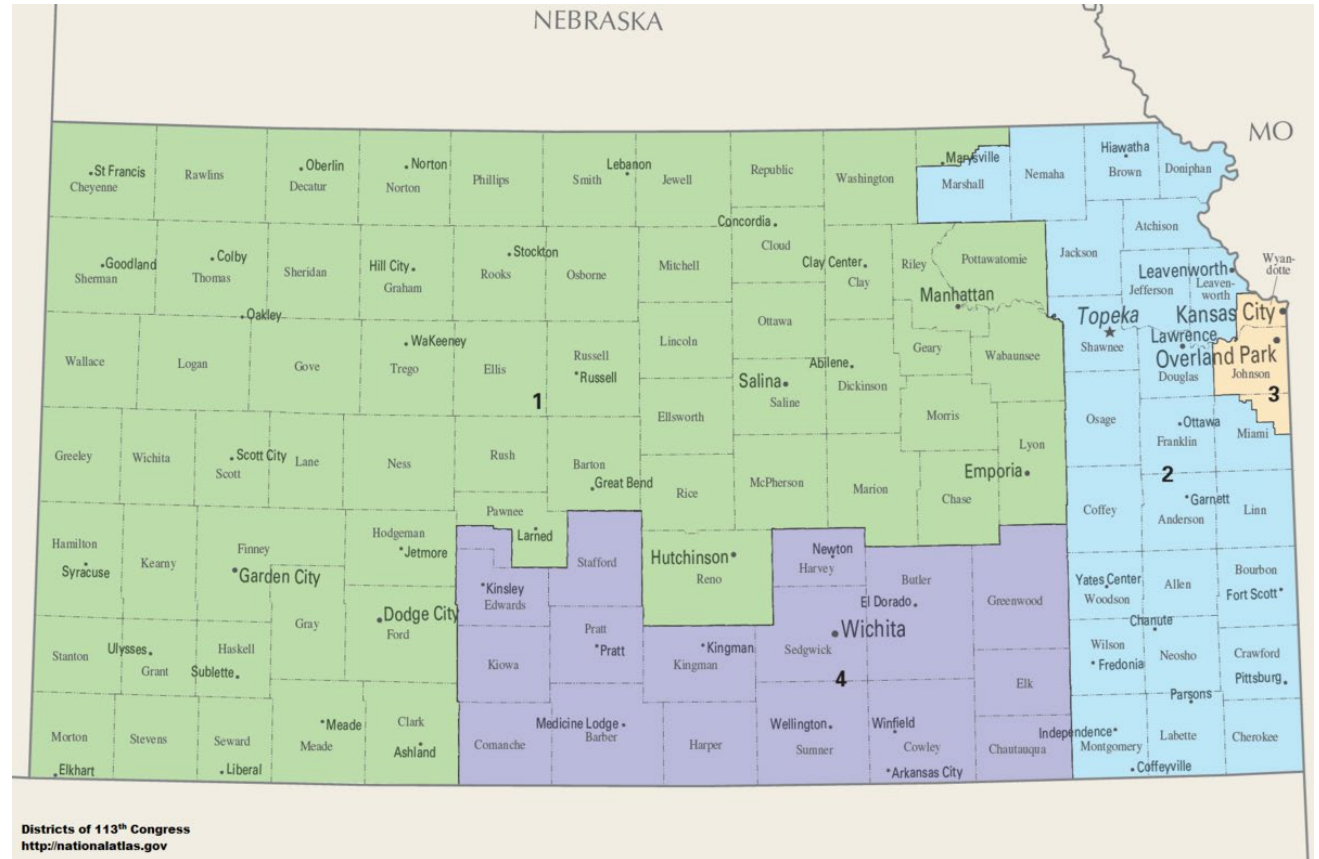 NEBRASKA
MO
St Francis
Cheyenne
Rawlins
Oberlin
Decatur
Norton
Norton
Phillips
Lebanon
Smith
Jewell
Republic
Washington
Marysville
Marshall
Nemaha
Hiawatha
Brown
Doniphan
Concordia
Cloud
Atchison
Goodland
Sherman
Colby
Thomas
Sheridan
Hill City
Graham
Stockton
Rooks
Osborne
Mitchell
Clay Center
Clay
Riley
Pottawatomie
Manhattan
Jackson
Leavenworth
Jefferson
Leaven-
worth
Wyan-
dotte
Oakley
Ottawa
Topeka
Shawnee
Kansas City
Lawrence
Douglas
Overland Park
Johnson
3
Wallace
Logan
Gove
WaKeeney
Trego
Ellis
Russell
Russell
1
Lincoln
Salina
Saline
Abilene
Dickinson
Geary
Wabaunsee
Ellsworth
Morris
Osage
Ottawa
Franklin
Miami
Greeley
Wichita
Scott City
Scott
Lane
Ness
Rush
Barton
Great Bend
Rice
McPherson
Marion
Chase
Lyon
Emporia
2
Coffey
Garnett
Anderson
Linn
Pawnee
Larned
Hamilton
Syracuse
Kearny
Finney
Garden City
Hodgeman
Jetmore
Kinsley
Edwards
Stafford
Hutchinson
Reno
Newton
Harvey
Butler
El Dorado
Greenwood
Yates Center
Woodson
Allen
Bourbon
Fort Scott
Chanute
Gray
Dodge City
Ford
Pratt
Pratt
Wichita
Sedgwick
Stanton
Ulysses
Grant
Haskell
Sublette
Kiowa
Kingman
Kingman
4
Elk
Wilson
Fredonia
Neosho
Crawford
Pittsburg
Parsons
Morton
Elkhart
Stevens
Seward
Liberal
Meade
Meade
Clark
Ashland
Comanche
Medicine Lodge
Barber
Harper
Wellington
Sumner
Winfield
Cowley
Arkansas City
Chautauqua
Independence
Montgomery
Coffeyville
Labette
Cherokee
Districts of 113th Congress
http://nationalatlas.gov